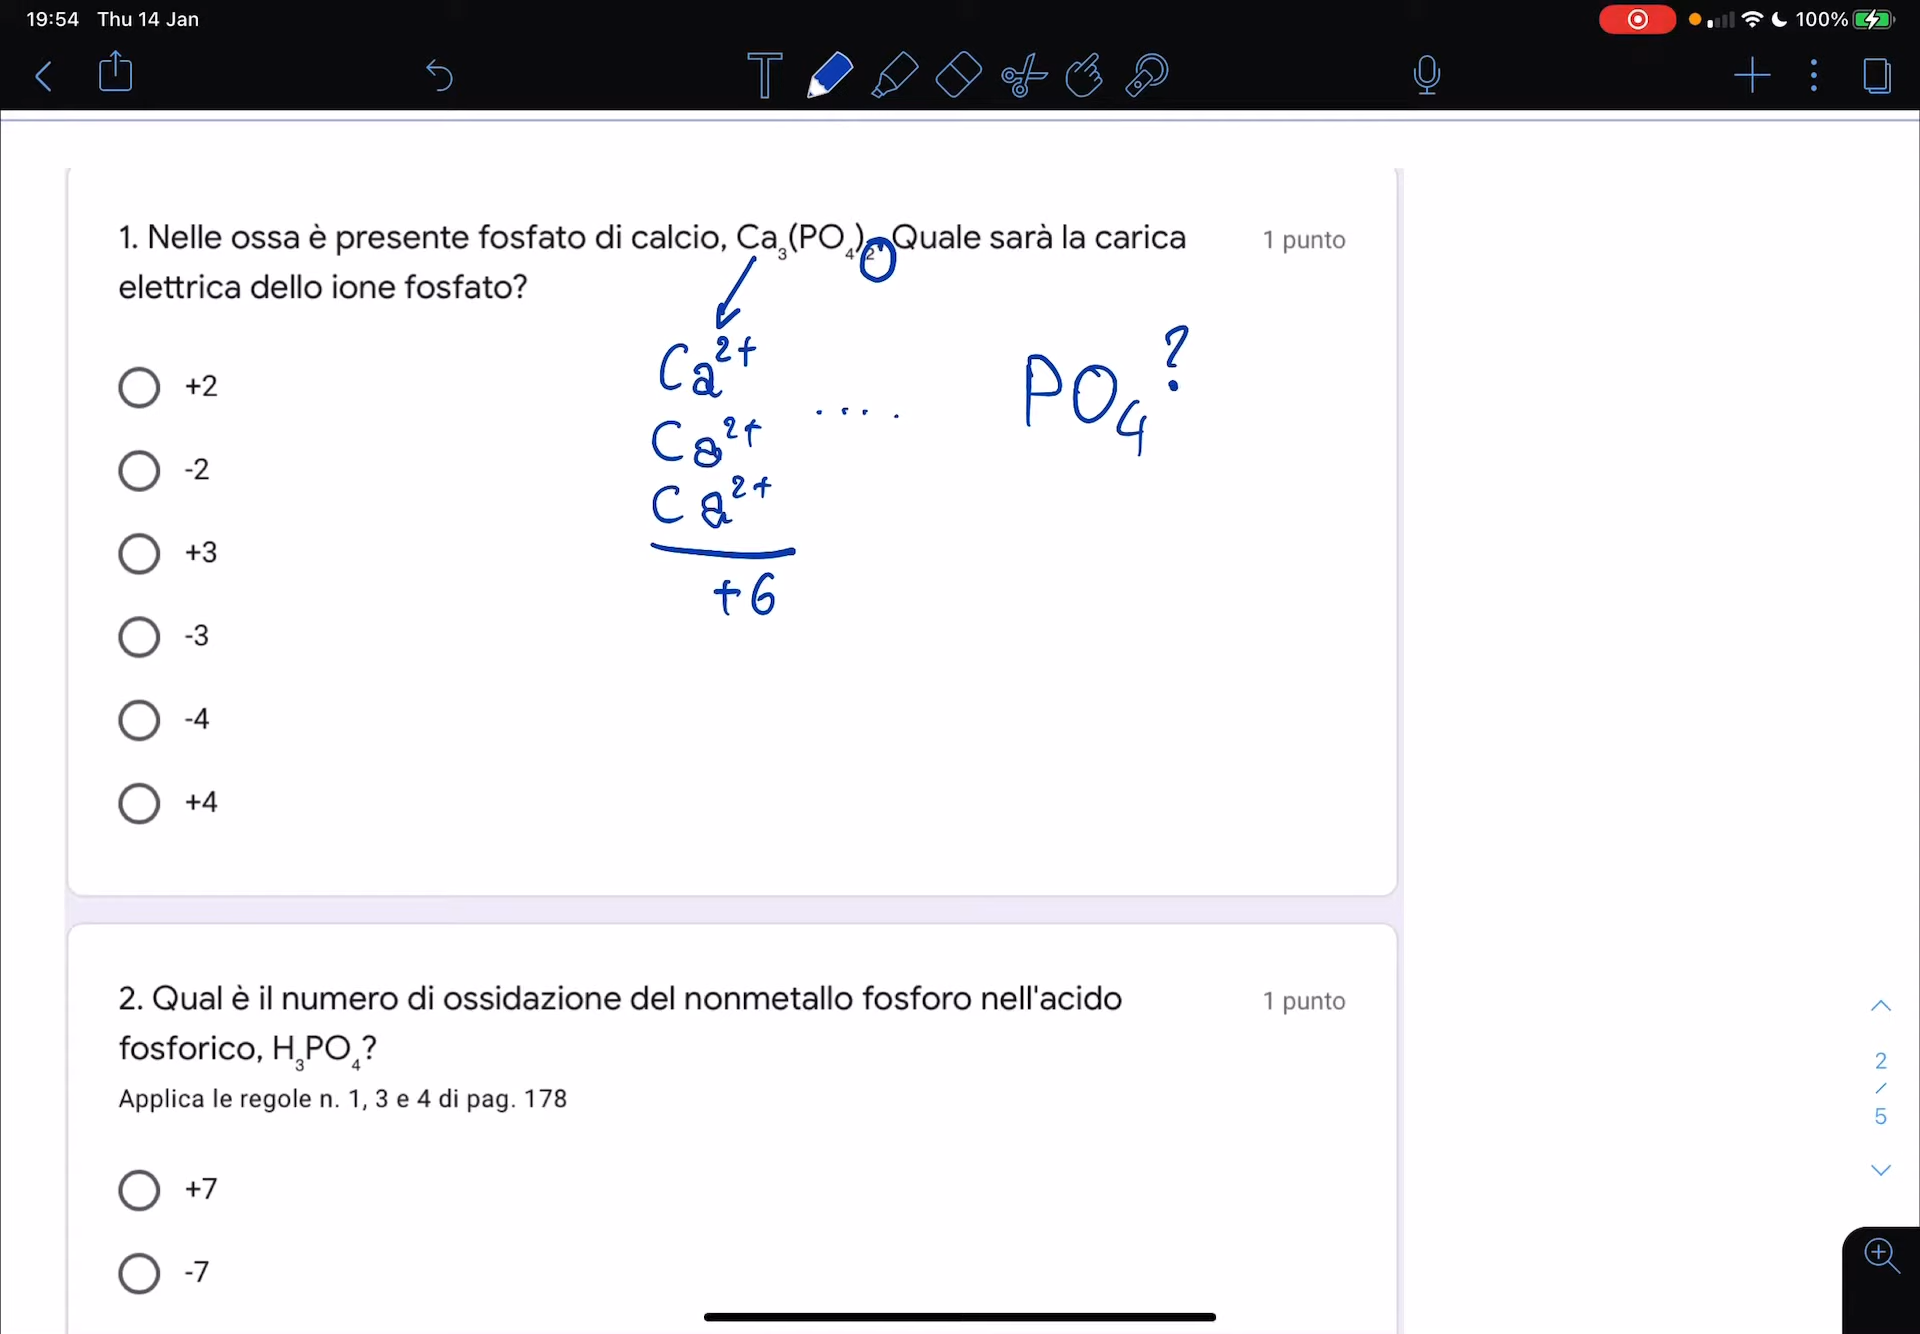 19:54 Thu 14 Jan
100%
1. Nelle ossa è presente fosfato di calcio, Ca₃(PO₄)₂. Quale sarà la carica
elettrica dello ione fosfato?
1 punto
Ca²⁺
Ca²⁺
Ca²⁺
+6
....
PO₄?
+2
-2
+3
-3
-4
+4
2. Qual è il numero di ossidazione del nonmetallo fosforo nell'acido
fosforico, H₃PO₄?
1 punto
Applica le regole n. 1, 3 e 4 di pag. 178
+7
-7
2
/
5